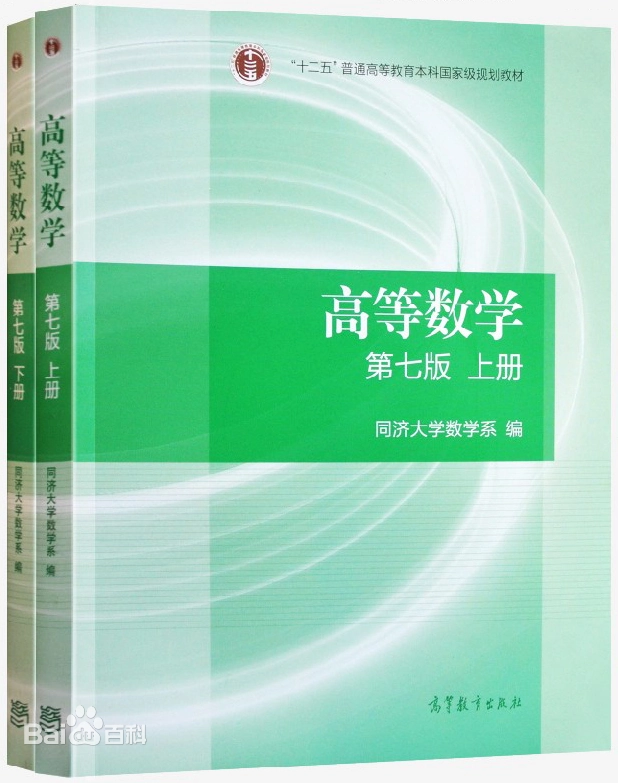 "十二五"普通高等教育本科国家级规划教材
高等数学
第七版 上册
同济大学数学系 编
高等教育出版社
高等数学
第七版 上册
同济大学数学系 编
高等数学
第七版 下册
同济大学数学系 编
十二五
Bai百科